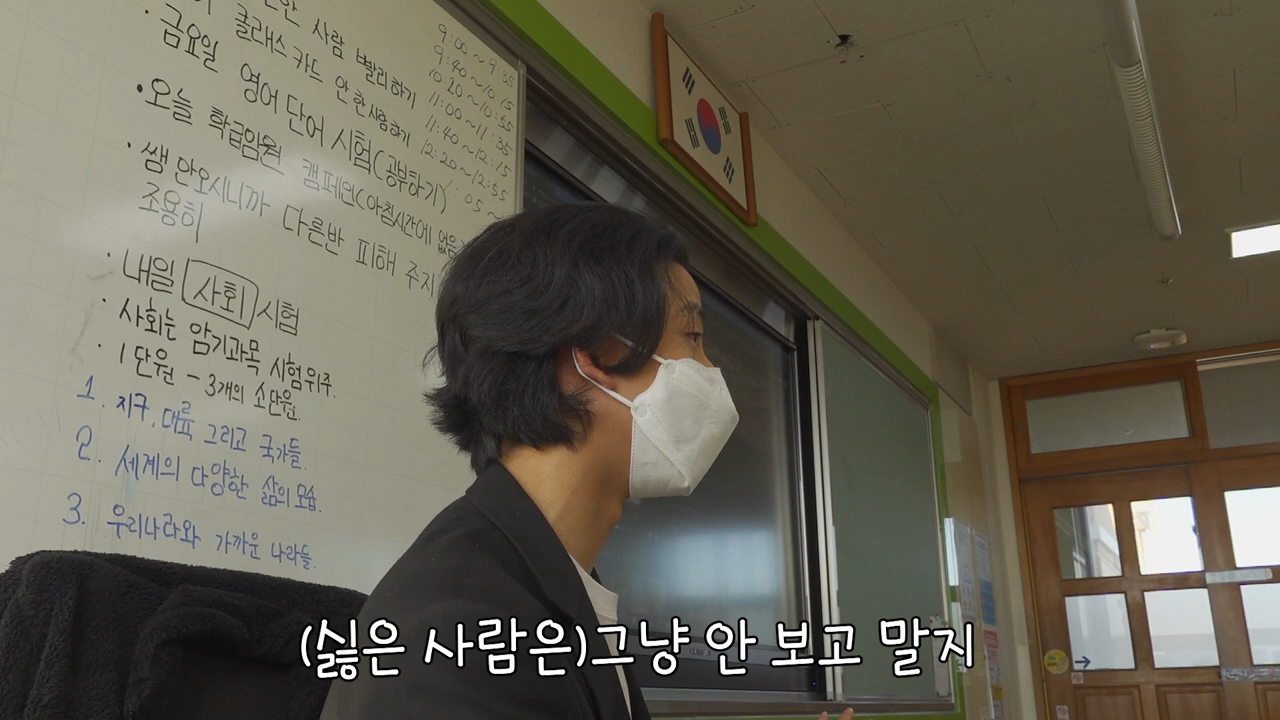 한 사람 빨리하기
클래스카드 안 한 사람하기
금요일 영어 단어 시험(공부하기)
·오늘 학급임원 캠페인(아침시간에 없음
·쌤 안오시니까 다른반 피해 주지
조용히
·내일 사회 시험
·사회는 암기과목 시험위주.
·1단원 - 3개의 소단원.
1. 지구, 대륙 그리고 국가들.
2. 세계의 다양한 삶의 모습.
3. 우리나라와 가까운 나라들.
9:00~9:35
9:40~10:15
10:20~10:55
11:00~11:35
11:40~12:15
12:20~12:55
:05~
(싫은 사람은)그냥 안 보고 말지